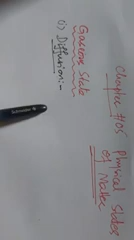 Chapter #05 Physical States
of Matter
Gaseous State
(i) Diffusion:-